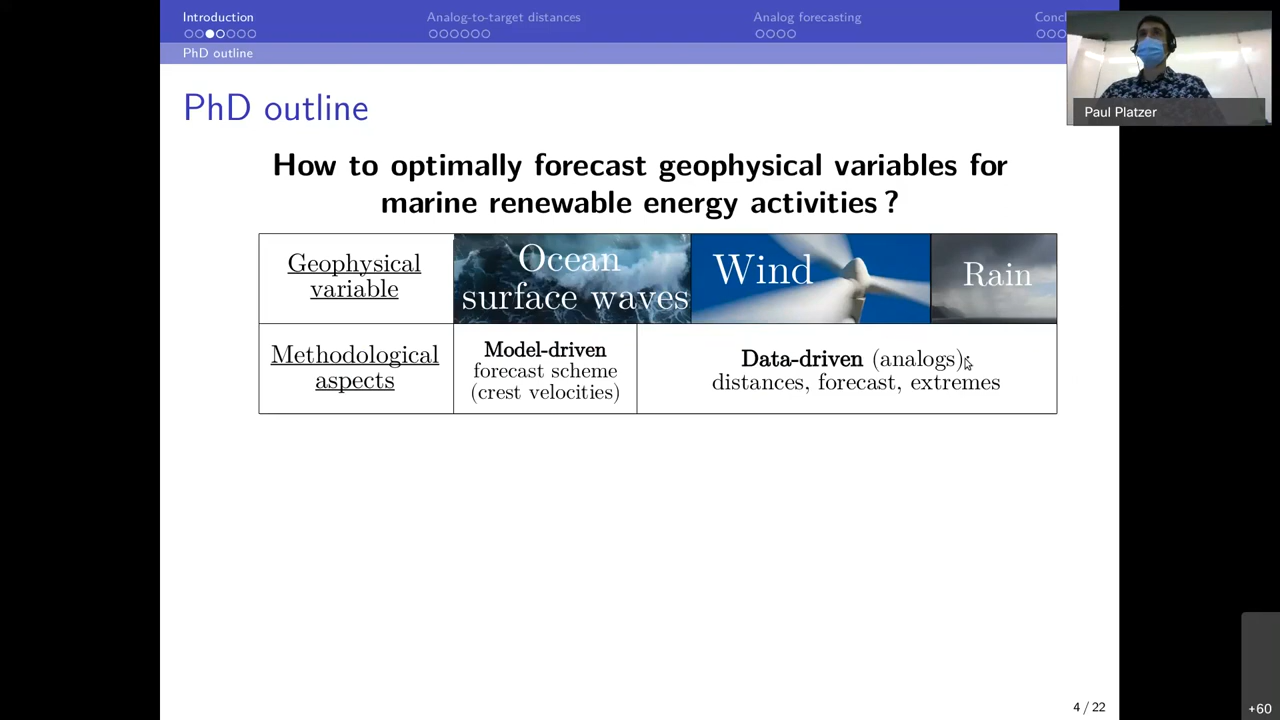 Introduction
Analog-to-target distances
Analog forecasting
Concl
PhD outline
Paul Platzer
PhD outline
How to optimally forecast geophysical variables for
marine renewable energy activities ?
Geophysical
variable
Ocean
surface waves
Wind
Rain
Methodological
aspects
Model-driven
forecast scheme
(crest velocities)
Data-driven (analogs)
distances, forecast, extremes
4 / 22
+60